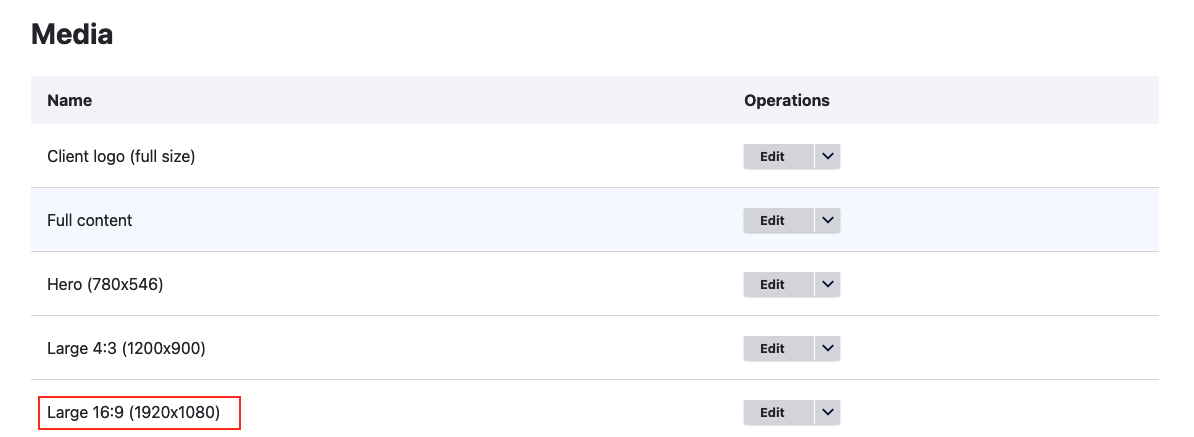 Media
Name Operations
Client logo (full size) Edit
Full content Edit
Hero (780x546) Edit
Large 4:3 (1200x900) Edit
Large 16:9 (1920x1080) Edit